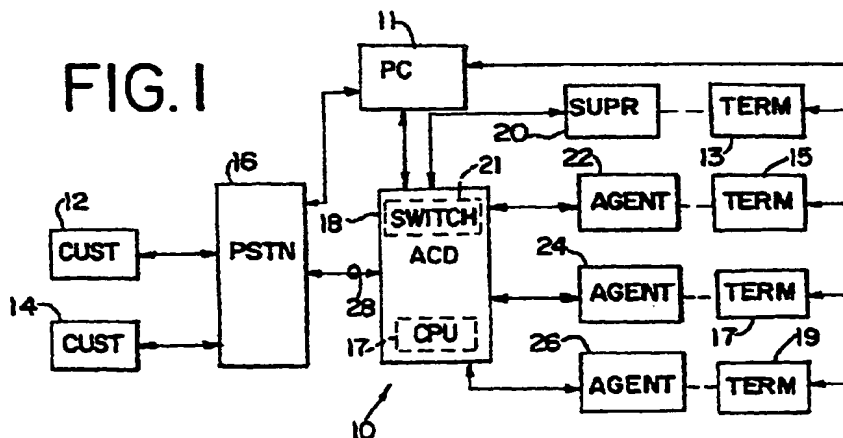 FIG. 1
11
PC
SUPR
TERM
20
13
15
16
22
21
12
18
SWITCH
AGENT
TERM
CUST
PSTN
ACD
24
14
28
AGENT
TERM
CUST
17
CPU
26
17
19
AGENT
TERM
10